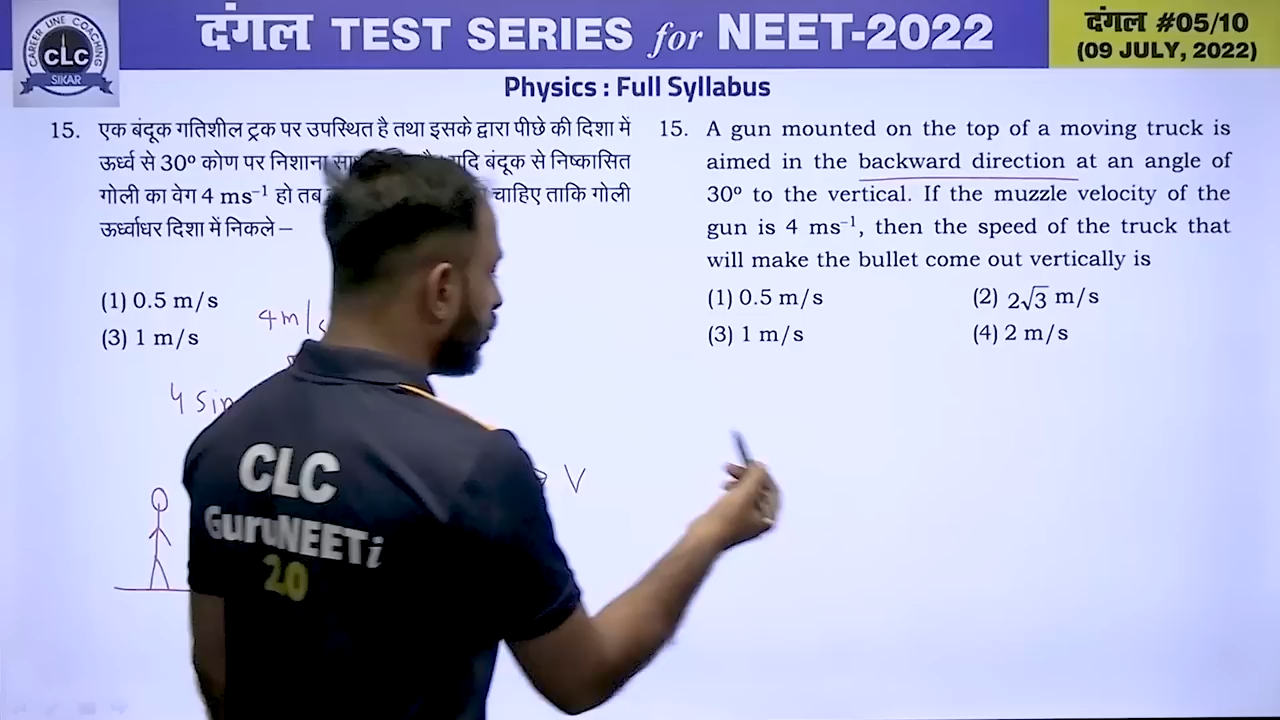 CAREER LINE COACHING
CLC
SIKAR
दंगल TEST SERIES for NEET-2022
दंगल #05/10
(09 JULY, 2022)
Physics : Full Syllabus
15. एक बंदूक गतिशील ट्रक पर उपस्थित है तथा इसके द्वारा पीछे की दिशा में
ऊर्ध्व से 30º कोण पर निशाना बंदूक से निष्कासित
गोली का वेग 4 ms⁻¹ हो तब चाहिए ताकि गोली
ऊर्ध्वाधर दिशा में निकले –
(1) 0.5 m/s
(3) 1 m/s
15. A gun mounted on the top of a moving truck is
aimed in the backward direction at an angle of
30º to the vertical. If the muzzle velocity of the
gun is 4 ms⁻¹, then the speed of the truck that
will make the bullet come out vertically is
(1) 0.5 m/s (2) 2√3 m/s
(3) 1 m/s (4) 2 m/s
4m/s
4 sin
V
CLC
GuruNEETi
2.0